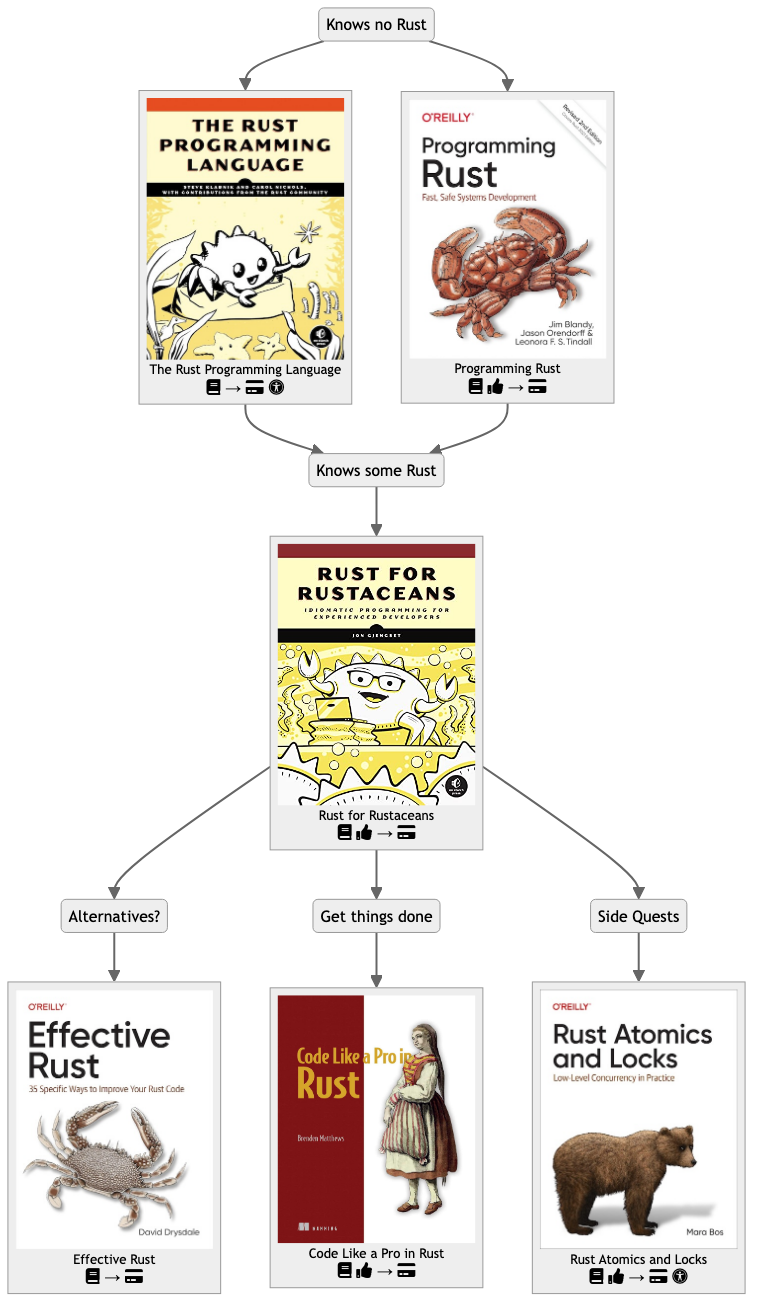 Knows no Rust
THE RUST
PROGRAMMING
LANGUAGE
STEVE KLABNIK AND CAROL NICHOLS,
WITH CONTRIBUTIONS FROM THE RUST COMMUNITY
The Rust Programming Language
→
O'REILLY
Revised 2nd Edition
Programming
Rust
Fast, Safe Systems Development
Jim Blandy,
Jason Orendorff &
Leonora F. S. Tindall
Programming Rust
→
Knows some Rust
RUST FOR
RUSTACEANS
IDIOMATIC PROGRAMMING FOR
EXPERIENCED DEVELOPERS
JON GJENGSET
Rust for Rustaceans
→
Alternatives?
Get things done
Side Quests
O'REILLY
Effective
Rust
35 Specific Ways to Improve Your Rust Code
David Drysdale
Effective Rust
→
Code Like a Pro in
Rust
Brenden Matthews
MANNING
Code Like a Pro in Rust
→
O'REILLY
Rust Atomics
and Locks
Low-Level Concurrency in Practice
Mara Bos
Rust Atomics and Locks
→